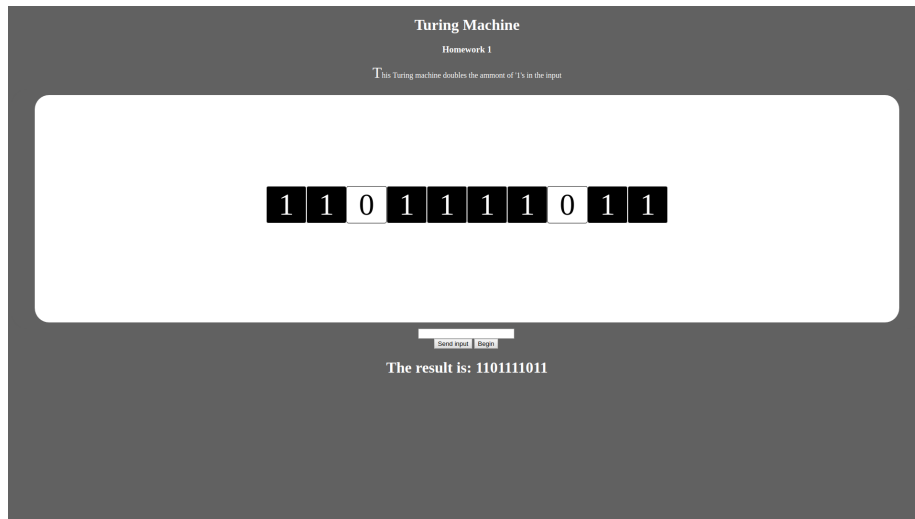 Turing Machine
Homework 1
This Turing machine doubles the ammont of '1's in the input
1 1 0 1 1 1 1 0 1 1
Send input Begin
The result is: 1101111011